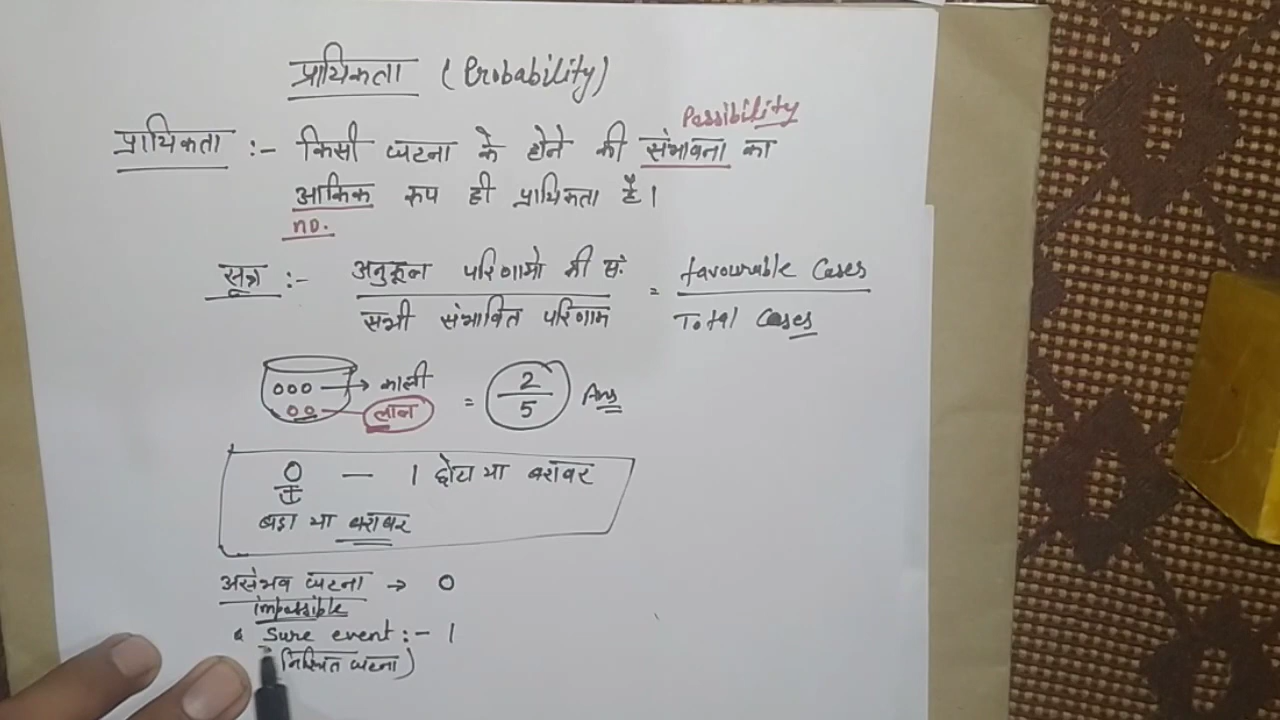 प्रायिकता (Probability)
Possibility
प्रायिकता :- किसी घटना के होने की संभावना का
आंकिक रूप ही प्रायिकता है।
no.
सूत्र :- अनुकूल परिणामो की सं. = favourable Cases
सभी संभावित परिणाम Total Cases
000 → काली
00 लाल = 2/5 Ans
0 — 1 छोटा या बराबर
बड़ा या बराबर
असंभव घटना → 0
impossible
Sure event :- 1
(निश्चित घटना)